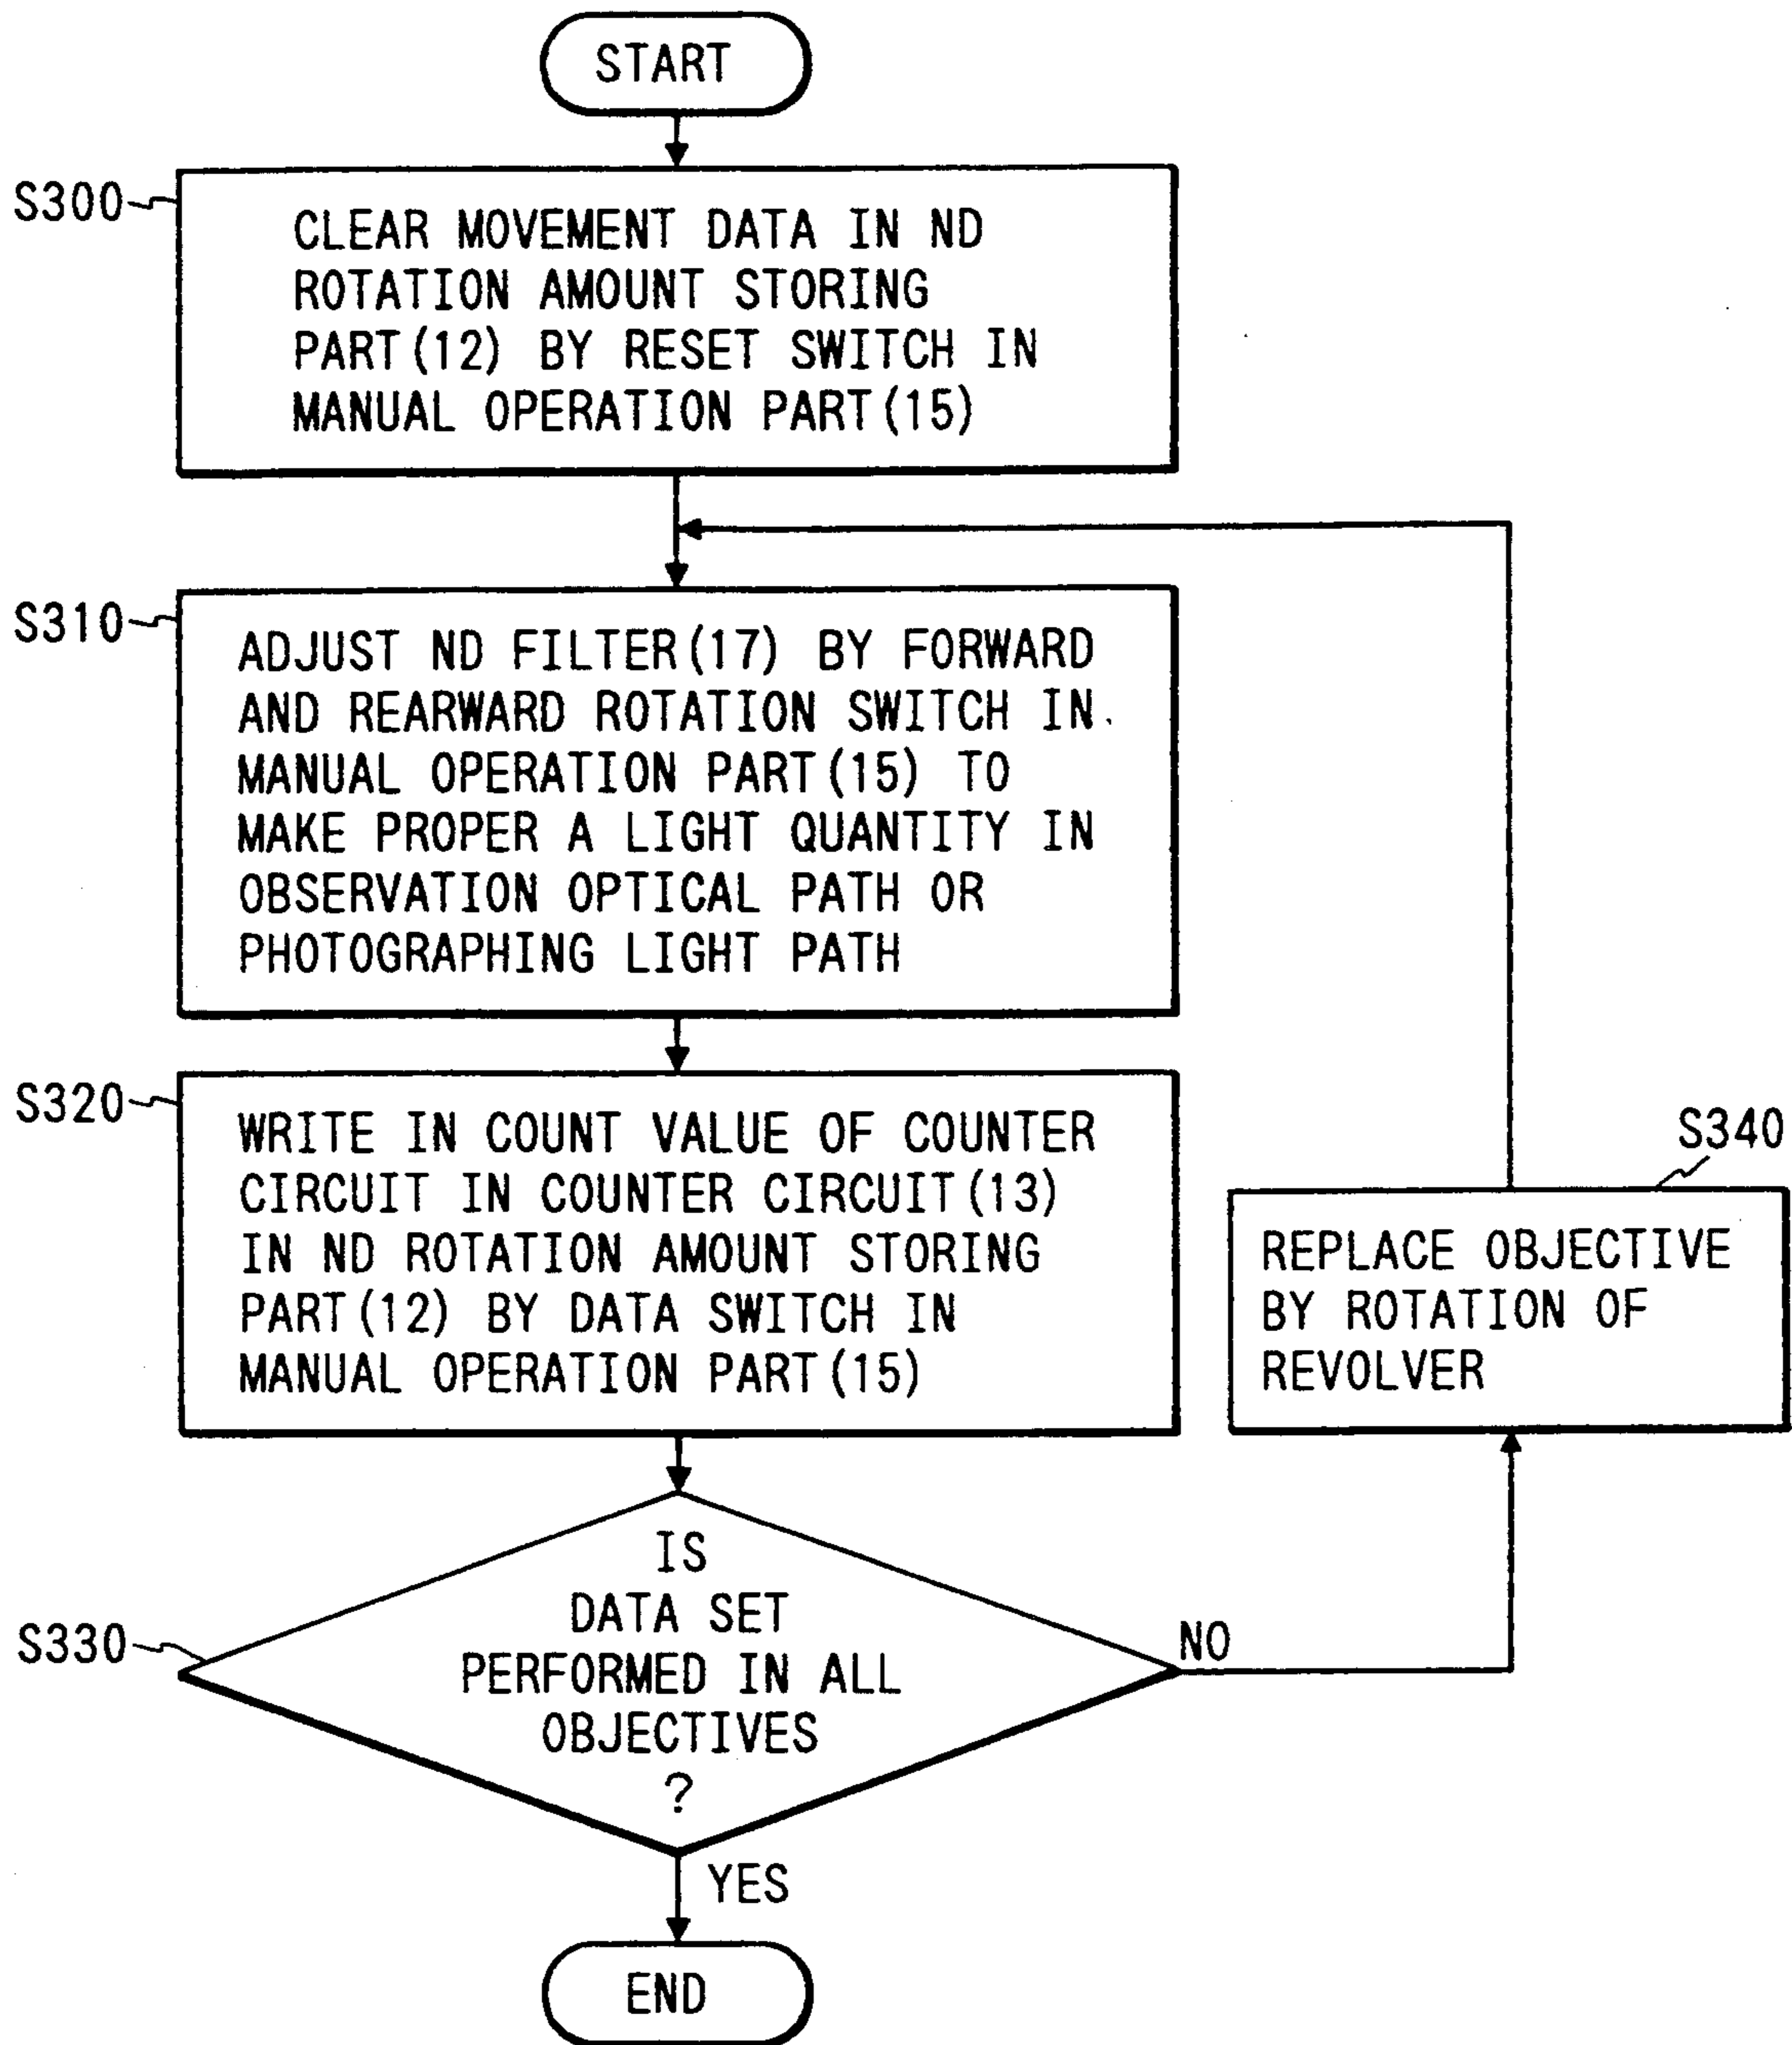 START
S300
CLEAR MOVEMENT DATA IN ND
ROTATION AMOUNT STORING
PART(12) BY RESET SWITCH IN
MANUAL OPERATION PART(15)
S310
ADJUST ND FILTER(17) BY FORWARD
AND REARWARD ROTATION SWITCH IN
MANUAL OPERATION PART(15) TO
MAKE PROPER A LIGHT QUANTITY IN
OBSERVATION OPTICAL PATH OR
PHOTOGRAPHING LIGHT PATH
S320
WRITE IN COUNT VALUE OF COUNTER
CIRCUIT IN COUNTER CIRCUIT(13)
IN ND ROTATION AMOUNT STORING
PART(12) BY DATA SWITCH IN
MANUAL OPERATION PART(15)
S340
REPLACE OBJECTIVE
BY ROTATION OF
REVOLVER
S330
IS
DATA SET
PERFORMED IN ALL
OBJECTIVES
?
NO
YES
END